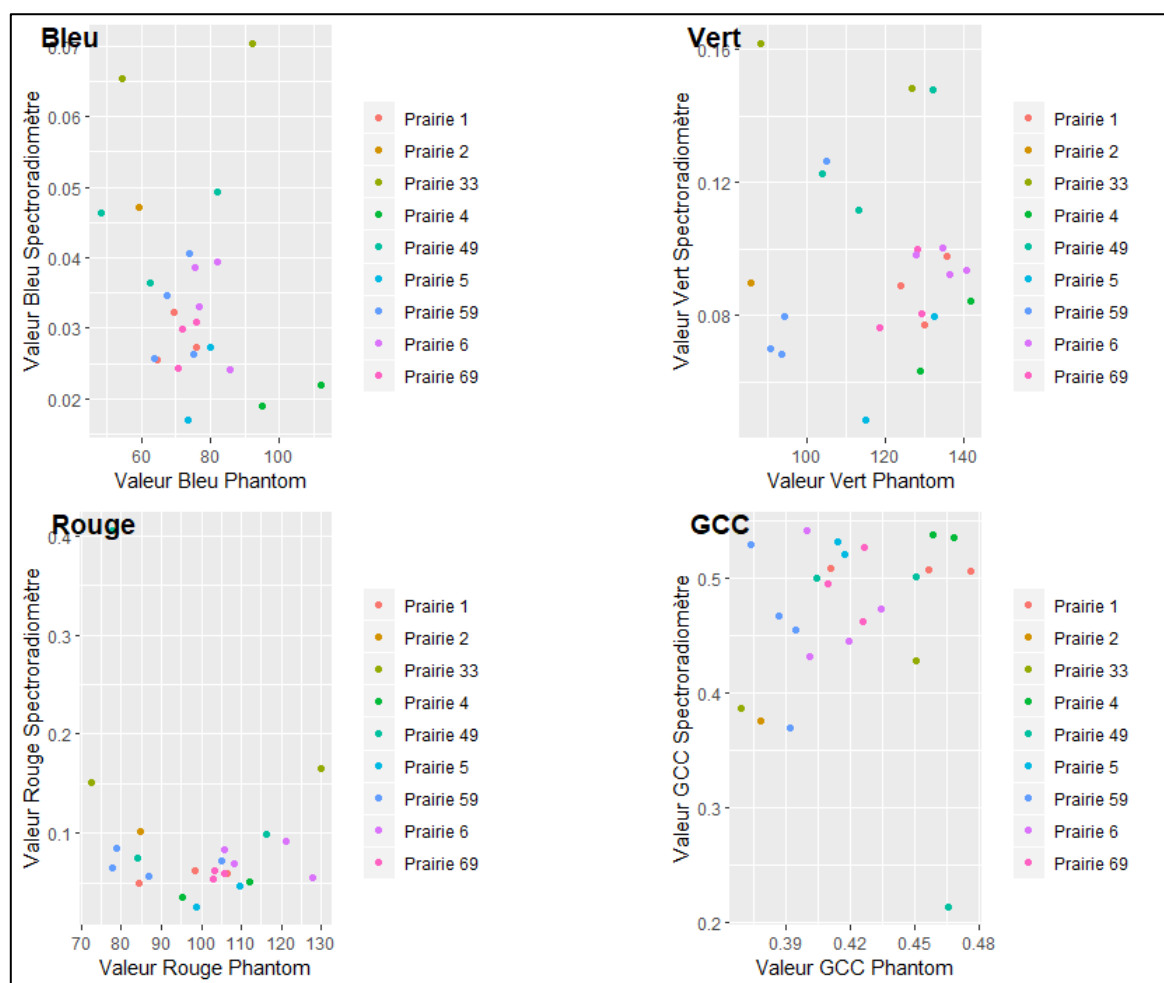 Bleu
0.07
0.06
0.05
0.04
0.03
0.02
60 80 100
Valeur Bleu Phantom
Valeur Bleu Spectroradiomètre
Prairie 1
Prairie 2
Prairie 33
Prairie 4
Prairie 49
Prairie 5
Prairie 59
Prairie 6
Prairie 69
Vert
0.16
0.12
0.08
100 120 140
Valeur Vert Phantom
Valeur Vert Spectroradiomètre
Prairie 1
Prairie 2
Prairie 33
Prairie 4
Prairie 49
Prairie 5
Prairie 59
Prairie 6
Prairie 69
Rouge
0.4
0.3
0.2
0.1
70 80 90 100 110 120 130
Valeur Rouge Phantom
Valeur Rouge Spectroradiomètre
Prairie 1
Prairie 2
Prairie 33
Prairie 4
Prairie 49
Prairie 5
Prairie 59
Prairie 6
Prairie 69
GCC
0.5
0.4
0.3
0.2
0.39 0.42 0.45 0.48
Valeur GCC Phantom
Valeur GCC Spectroradiomètre
Prairie 1
Prairie 2
Prairie 33
Prairie 4
Prairie 49
Prairie 5
Prairie 59
Prairie 6
Prairie 69